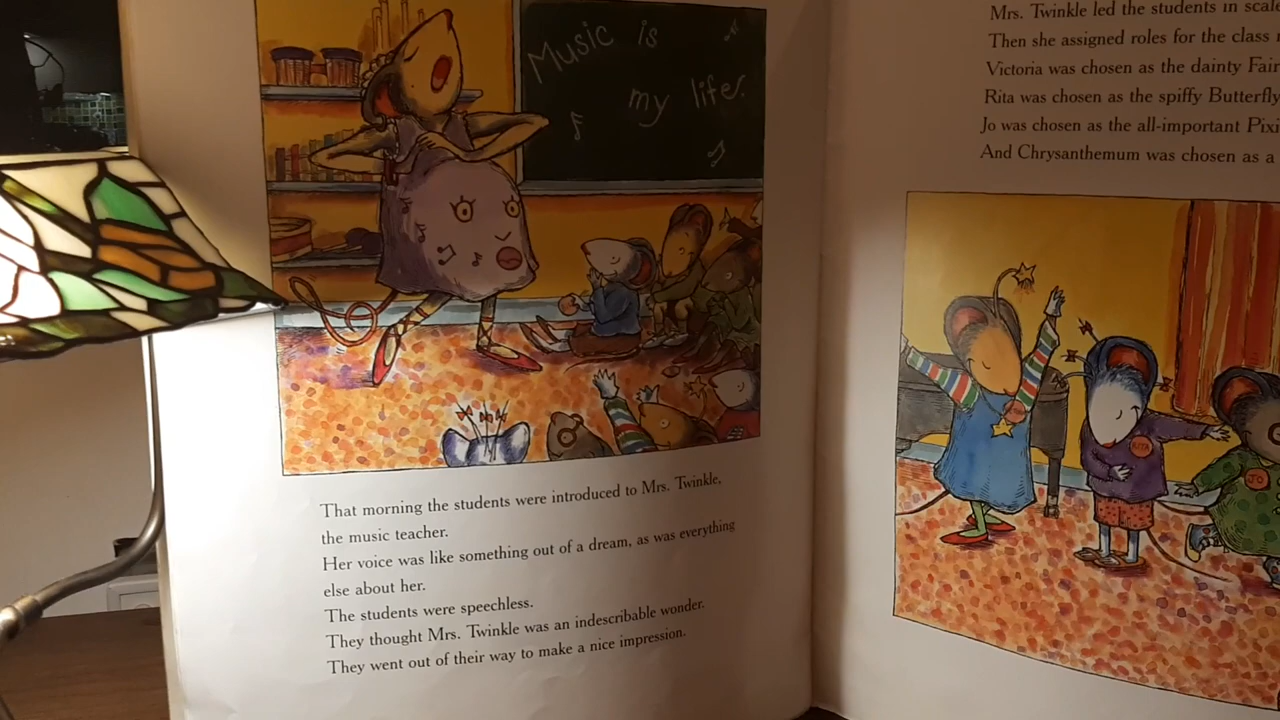 Music is
my life.
That morning the students were introduced to Mrs. Twinkle,
the music teacher.
Her voice was like something out of a dream, as was everything
else about her.
The students were speechless.
They thought Mrs. Twinkle was an indescribable wonder.
They went out of their way to make a nice impression.
Mrs. Twinkle led the students in scale
Then she assigned roles for the class
Victoria was chosen as the dainty Fair
Rita was chosen as the spiffy Butterfly
Jo was chosen as the all-important Pixi
And Chrysanthemum was chosen as a
RITA
JO